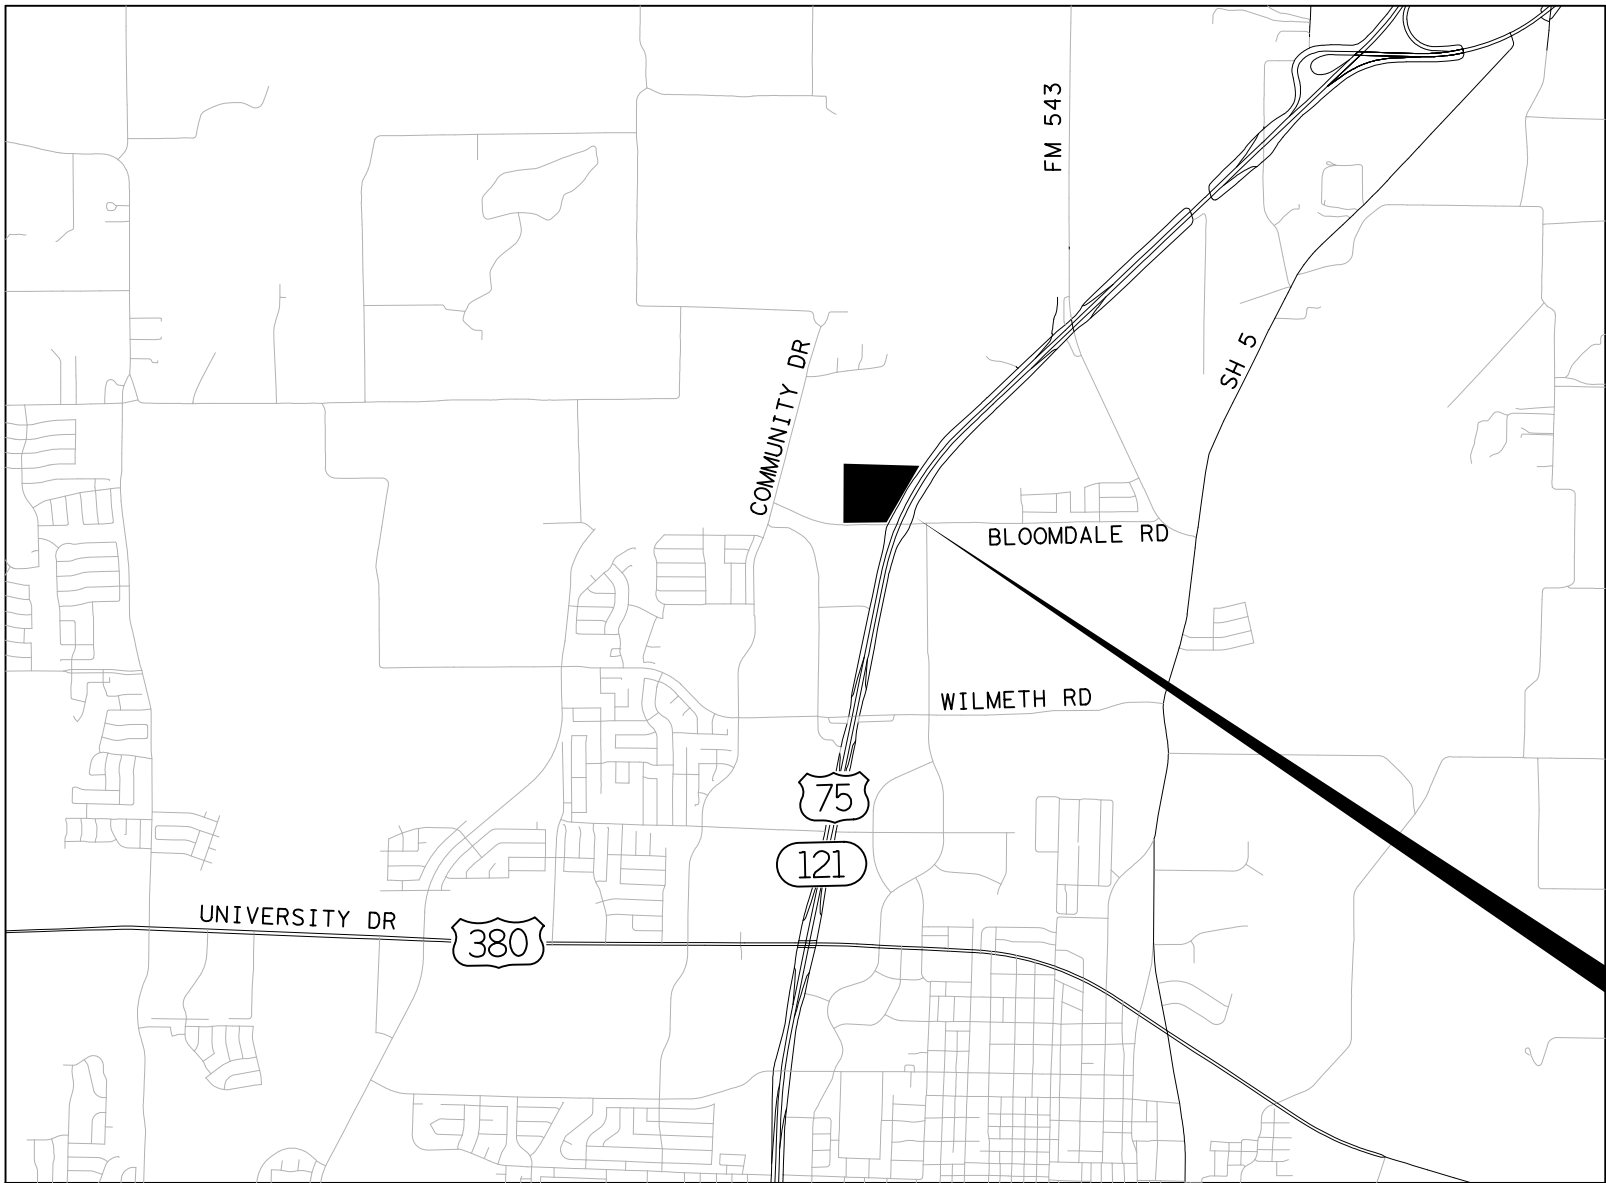 FM 543
SH 5
COMMUNITY DR
BLOOMDALE RD
WILMETH RD
75
121
UNIVERSITY DR
380